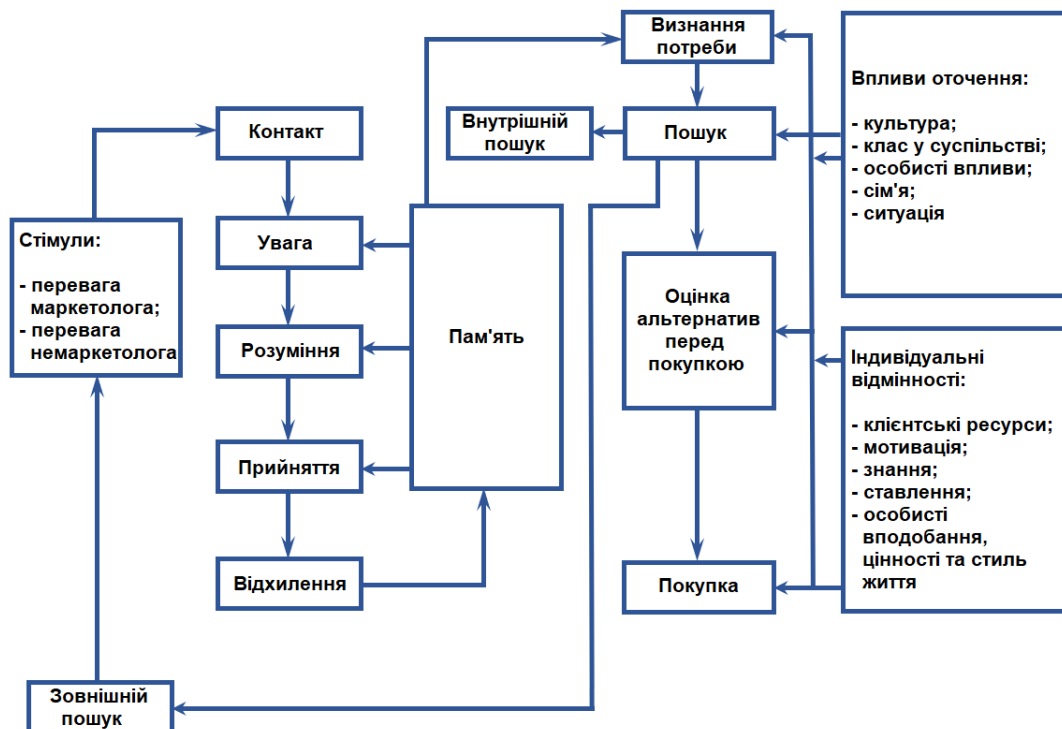 Визнання
потреби
Впливи оточення:
- культура;
- клас у суспільстві;
- особисті впливи;
- сім'я;
- ситуація
Контакт
Внутрішній
пошук
Пошук
Стімули:
- перевага
маркетолога;
- перевага
немаркетолога
Увага
Пам'ять
Оцінка
альтернатив
перед
покупкою
Розуміння
Індивідуальні
відмінності:
- клієнтські ресурси;
- мотивація;
- знання;
- ставлення;
- особисті
вподобання,
цінності та стиль
життя
Прийняття
Відхилення
Покупка
Зовнішній
пошук